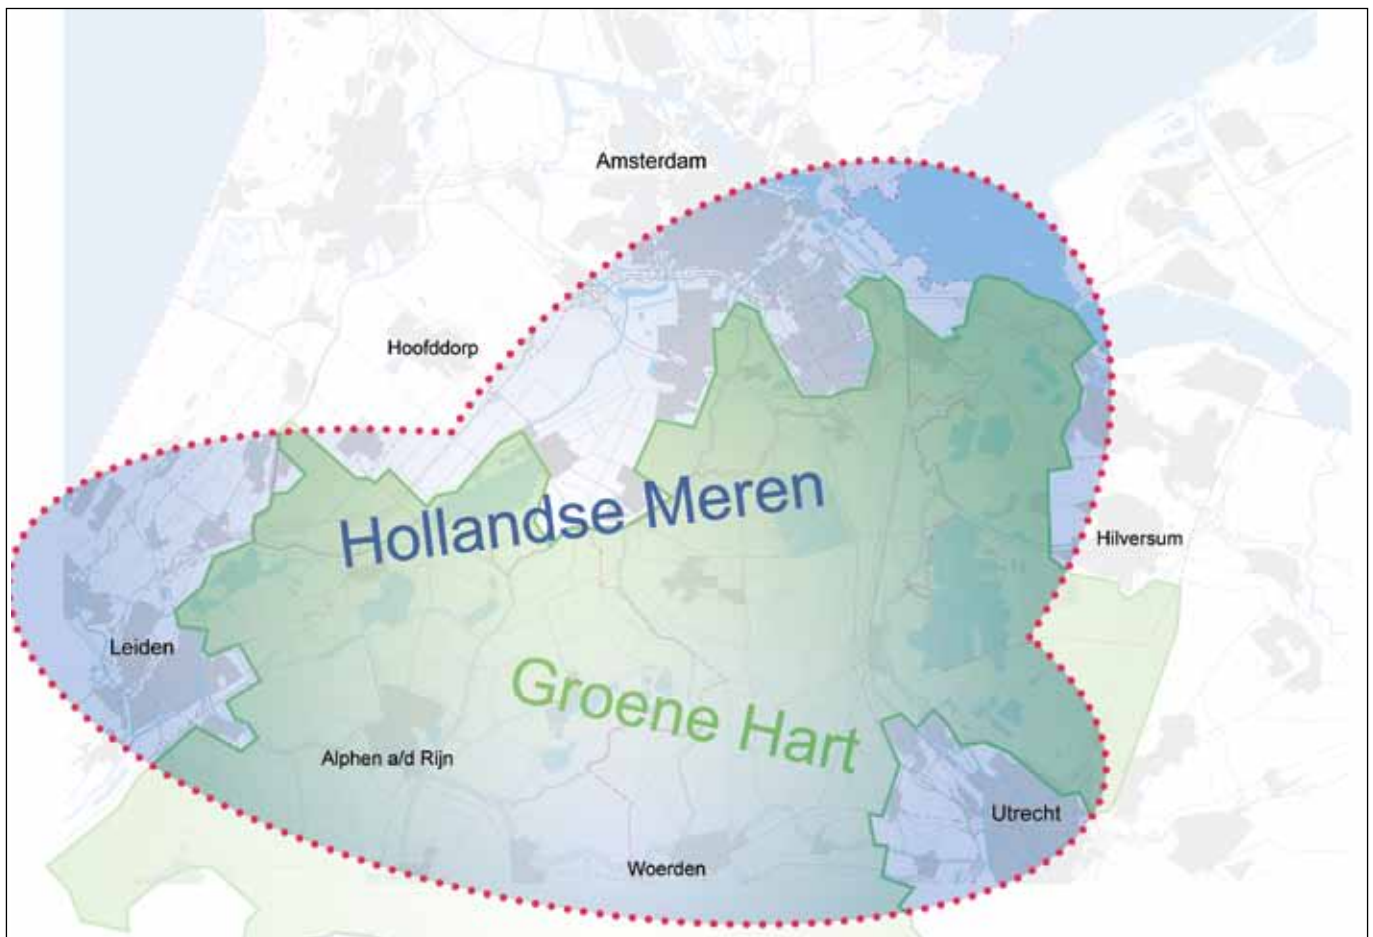 Amsterdam
Hoofddorp
Hollandse Meren
Hilversum
Leiden
Groene Hart
Alphen a/d Rijn
Utrecht
Woerden